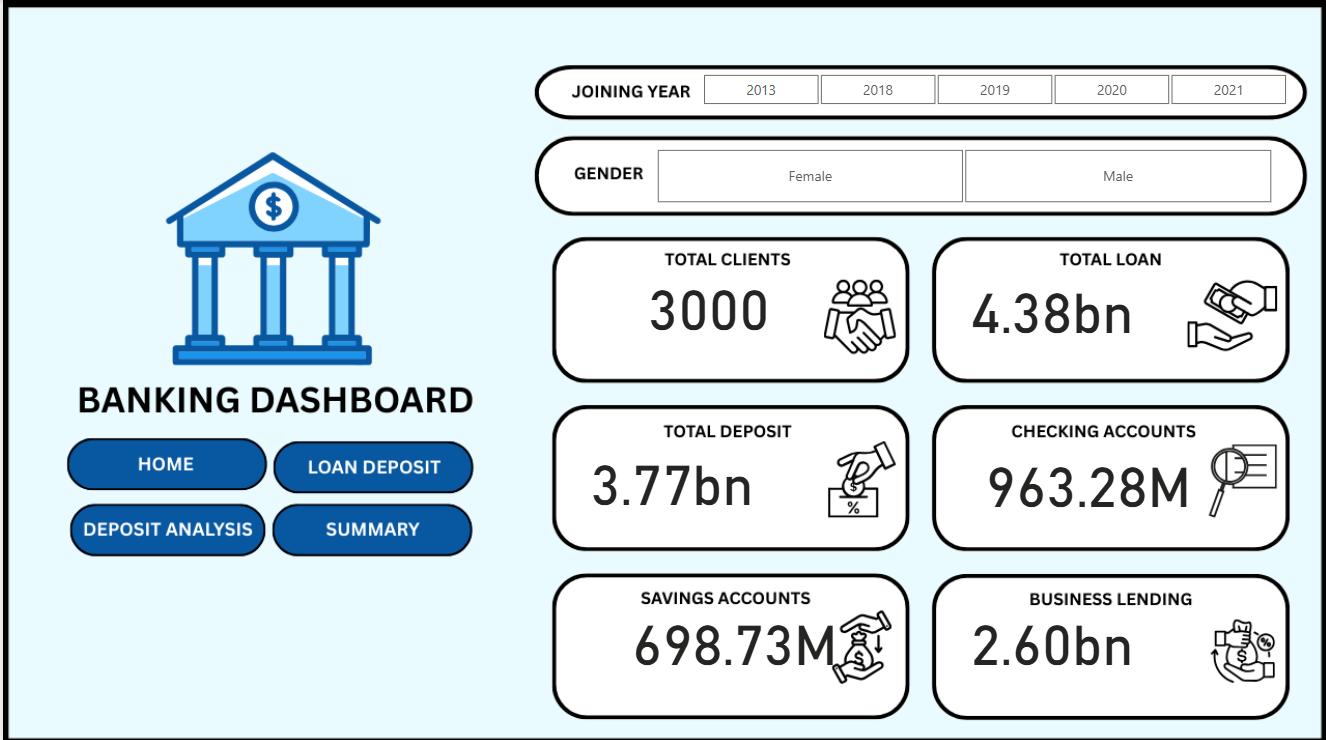 BANKING DASHBOARD
HOME
LOAN DEPOSIT
DEPOSIT ANALYSIS
SUMMARY
JOINING YEAR 2013 2018 2019 2020 2021
GENDER Female Male
TOTAL CLIENTS
3000
TOTAL LOAN
4.38bn
TOTAL DEPOSIT
3.77bn
$
%
CHECKING ACCOUNTS
963.28M
SAVINGS ACCOUNTS
698.73M
$
BUSINESS LENDING
2.60bn
%
$
$